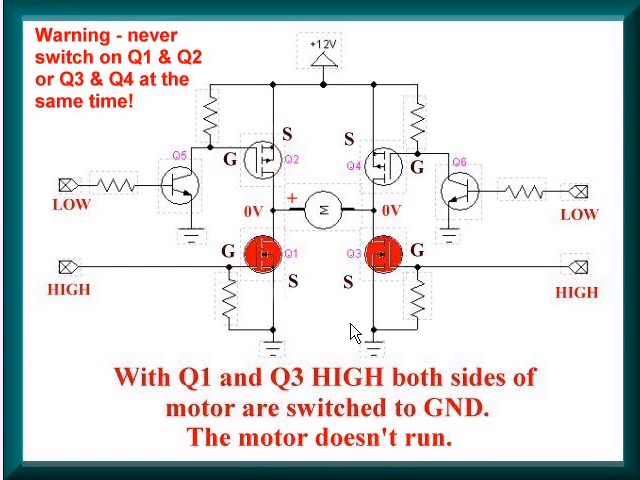 Warning - never
switch on Q1 & Q2
or Q3 & Q4 at the
same time!
+12V
S
S
Q5
G
Q2
Q4
G
Q6
LOW
LOW
+
0V
M
0V
G
Q1
Q3
G
HIGH
S
S
HIGH
With Q1 and Q3 HIGH both sides of
motor are switched to GND.
The motor doesn't run.